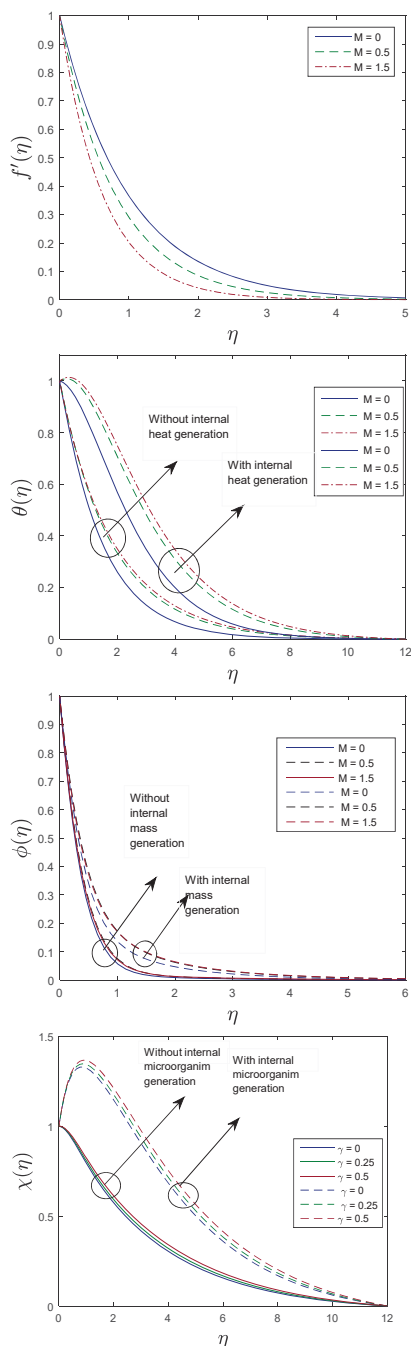 1
0.9
0.8
0.7
0.6
0.5
0.4
0.3
0.2
0.1
0
f′(η)
M = 0
M = 0.5
M = 1.5
0 1 2 3 4 5
η
1
0.8
0.6
0.4
0.2
0
θ(η)
Without internal
heat generation
With internal
heat generation
M = 0
M = 0.5
M = 1.5
M = 0
M = 0.5
M = 1.5
0 2 4 6 8 10 12
η
1
0.9
0.8
0.7
0.6
0.5
0.4
0.3
0.2
0.1
0
ϕ(η)
Without
internal
mass
generation
With internal
mass
generation
M = 0
M = 0.5
M = 1.5
M = 0
M = 0.5
M = 1.5
0 1 2 3 4 5 6
η
1.5
1
0.5
0
χ(η)
Without internal
microorganim
generation
With internal
microorganim
generation
γ = 0
γ = 0.25
γ = 0.5
γ = 0
γ = 0.25
γ = 0.5
0 2 4 6 8 10 12
η